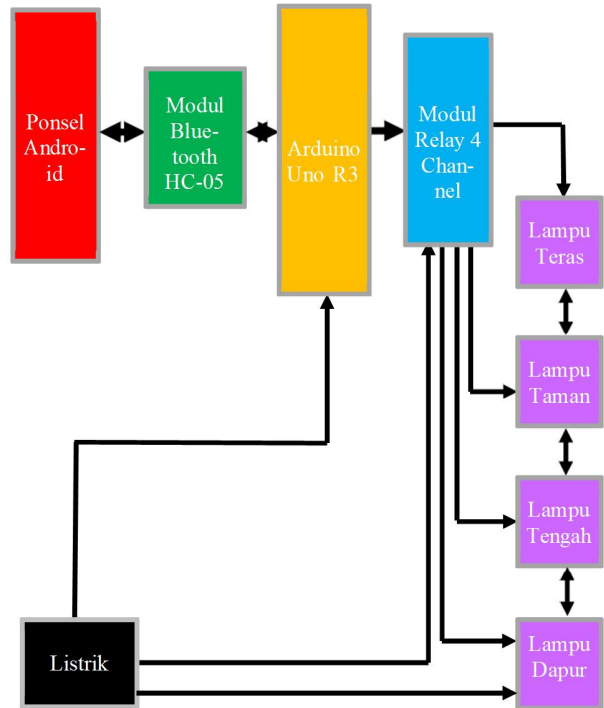 Ponsel
Andro-
id
Modul
Blue-
tooth
HC-05
Arduino
Uno R3
Modul
Relay 4
Chan-
nel
Lampu
Teras
Lampu
Taman
Lampu
Tengah
Lampu
Dapur
Listrik